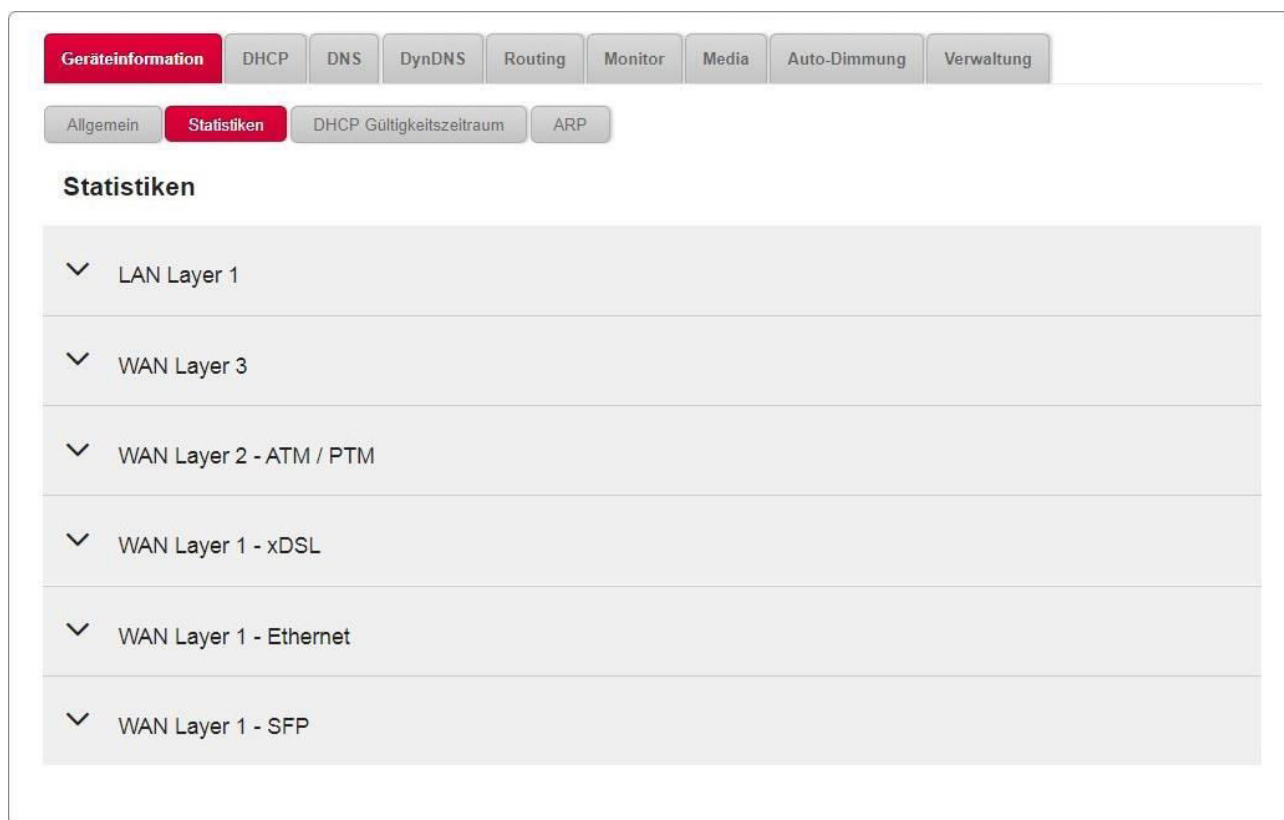 Geräteinformation DHCP DNS DynDNS Routing Monitor Media Auto-Dimmung Verwaltung
Allgemein Statistiken DHCP Gültigkeitszeitraum ARP
Statistiken
LAN Layer 1
WAN Layer 3
WAN Layer 2 - ATM / PTM
WAN Layer 1 - xDSL
WAN Layer 1 - Ethernet
WAN Layer 1 - SFP